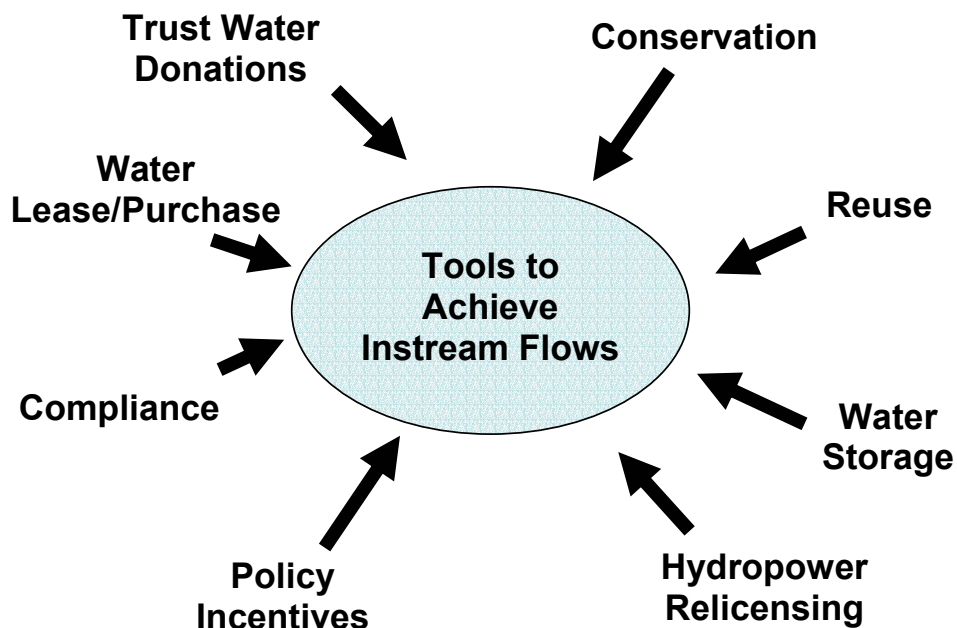 Trust Water
Donations
Conservation
Water
Lease/Purchase
Reuse
Tools to
Achieve
Instream Flows
Compliance
Water
Storage
Policy
Incentives
Hydropower
Relicensing